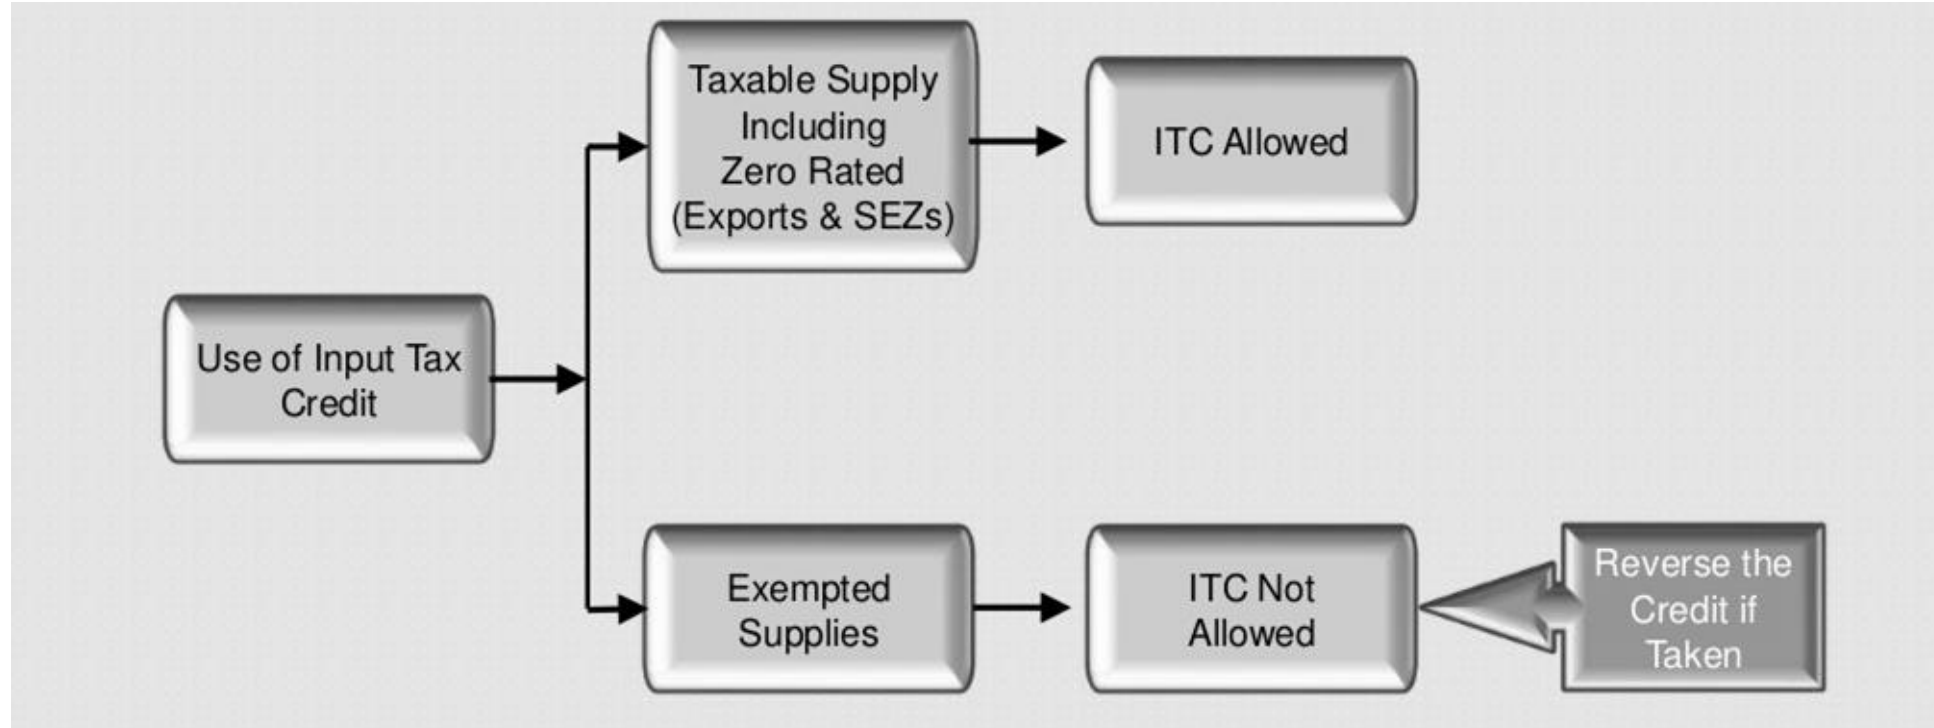 Taxable Supply
Including
Zero Rated
(Exports & SEZs)
ITC Allowed
Use of Input Tax
Credit
Exempted
Supplies
ITC Not
Allowed
Reverse the
Credit if
Taken